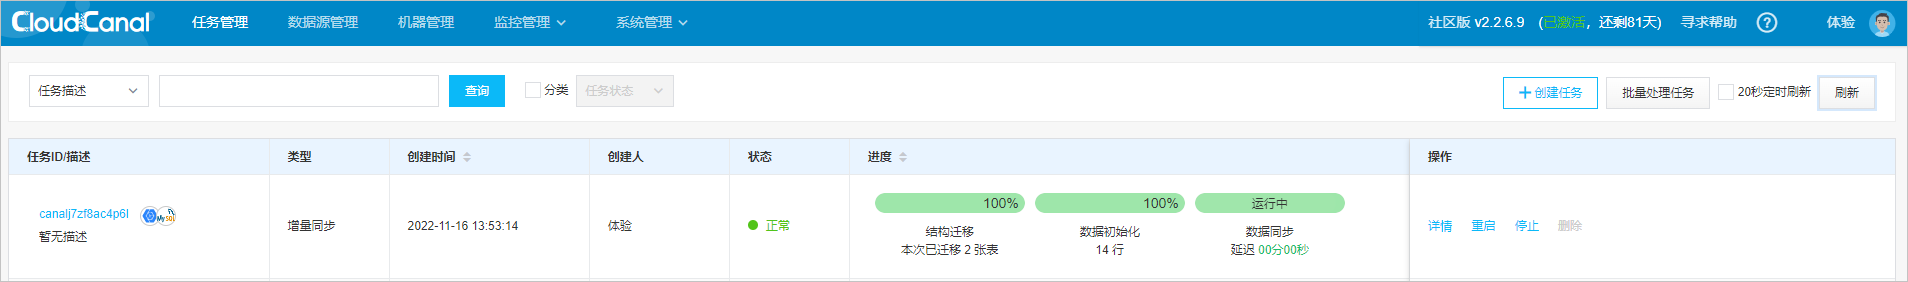 CloudCanal 任务管理 数据源管理 机器管理 监控管理 系统管理 社区版 v2.2.6.9 (已激活，还剩81天) 寻求帮助 ? 体验
任务描述 查询 分类 任务状态 +创建任务 批量处理任务 20秒定时刷新 刷新
任务ID/描述 类型 创建时间 创建人 状态 进度 操作
100% 100% 运行中
canalj7zf8ac4p6l MySQL
增量同步 2022-11-16 13:53:14 体验 正常 详情 重启 停止 删除
暂无描述
结构迁移 数据初始化 数据同步
本次已迁移 2 张表 14 行 延迟 00分00秒